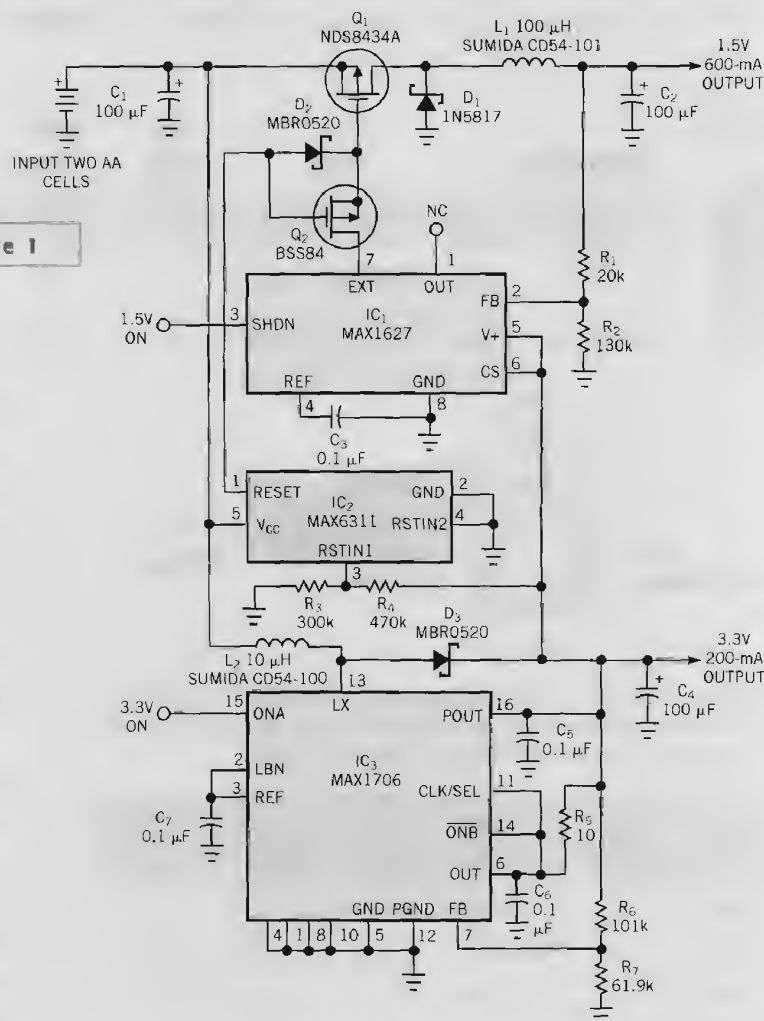 Q1
NDS8434A
L1 100 µH
SUMIDA CD54-101
1.5V
600-mA
OUTPUT
+
C1
100 µF
+
INPUT TWO AA
CELLS
D2
MBR0520
D1
1N5817
+
C2
100 µF
e 1
Q2
BSS84
NC
7
1
EXT
OUT
R1
20k
1.5V
ON
3
SHDN
IC1
MAX1627
FB
2
V+
5
CS
6
R2
130k
REF
GND
4
8
C3
0.1 µF
1
RESET
IC2
MAX6311
GND
2
5
VCC
RSTIN2
4
RSTIN1
3
R3
300k
R4
470k
D3
MBR0520
L2 10 µH
SUMIDA CD54-100
13
3.3V
200-mA
OUTPUT
+
C4
100 µF
3.3V
ON
15
ONA
LX
POUT
16
C5
0.1 µF
2
LBN
IC3
MAX1706
3
REF
CLK/SEL
11
C7
0.1 µF
ONB
14
R5
10
OUT
6
C6
0.1
µF
GND
PGND
FB
4
1
8
10
5
12
7
R6
101k
R7
61.9k